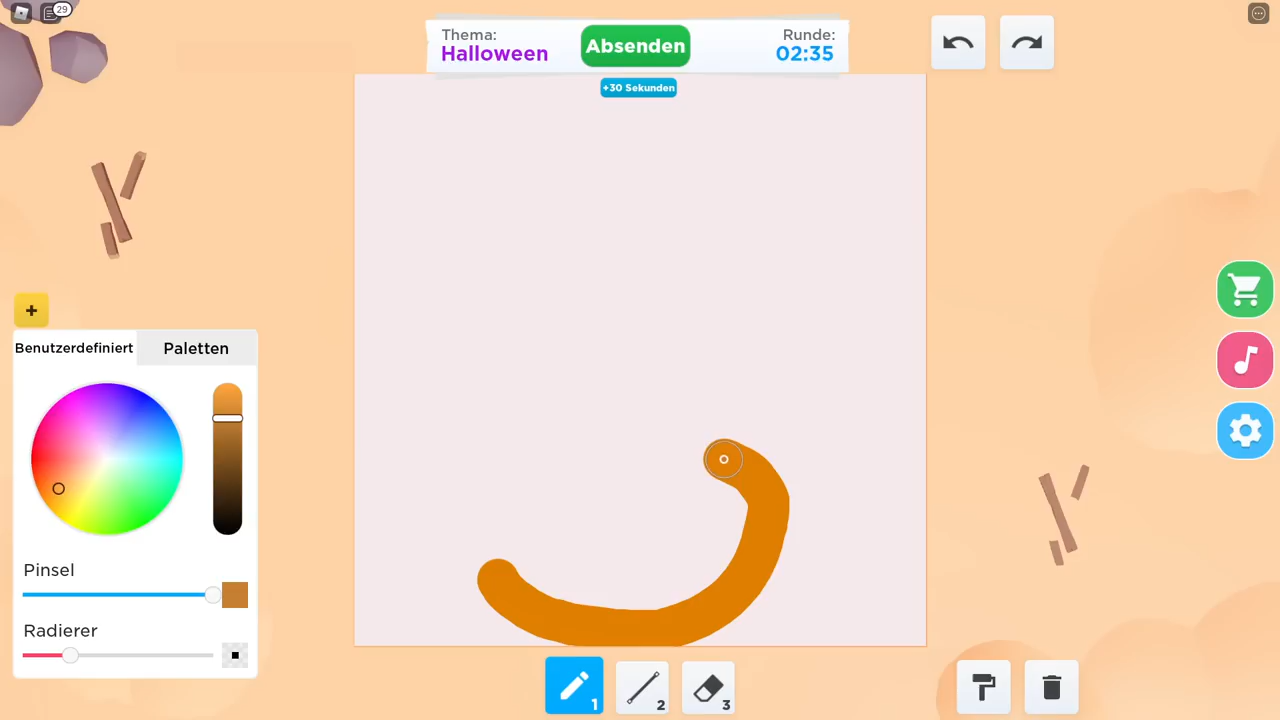 29
Thema:
Halloween
Absenden
Runde:
02:35
+30 Sekunden
+
Benutzerdefiniert
Paletten
Pinsel
Radierer
1
2
3